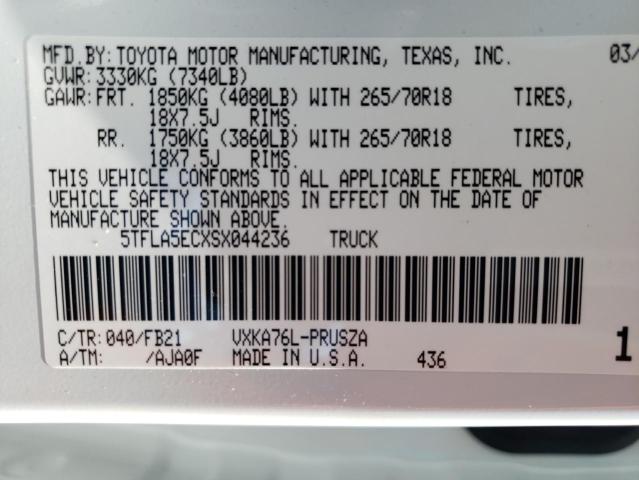 MFD.BY:TOYOTA MOTOR MANUFACTURING, TEXAS, INC. 03/
GVWR:3330KG (7340LB)
GAWR:FRT. 1850KG (4080LB) WITH 265/70R18 TIRES,
18X7.5J RIMS.
RR. 1750KG (3860LB) WITH 265/70R18 TIRES,
18X7.5J RIMS.
THIS VEHICLE CONFORMS TO ALL APPLICABLE FEDERAL MOTOR
VEHICLE SAFETY STANDARDS IN EFFECT ON THE DATE OF
MANUFACTURE SHOWN ABOVE.
5TFLA5ECXSX044236 TRUCK
C/TR:040/FB21 VXKA76L-PRUSZA
A/TM: /AJA0F MADE IN U.S.A. 436 1